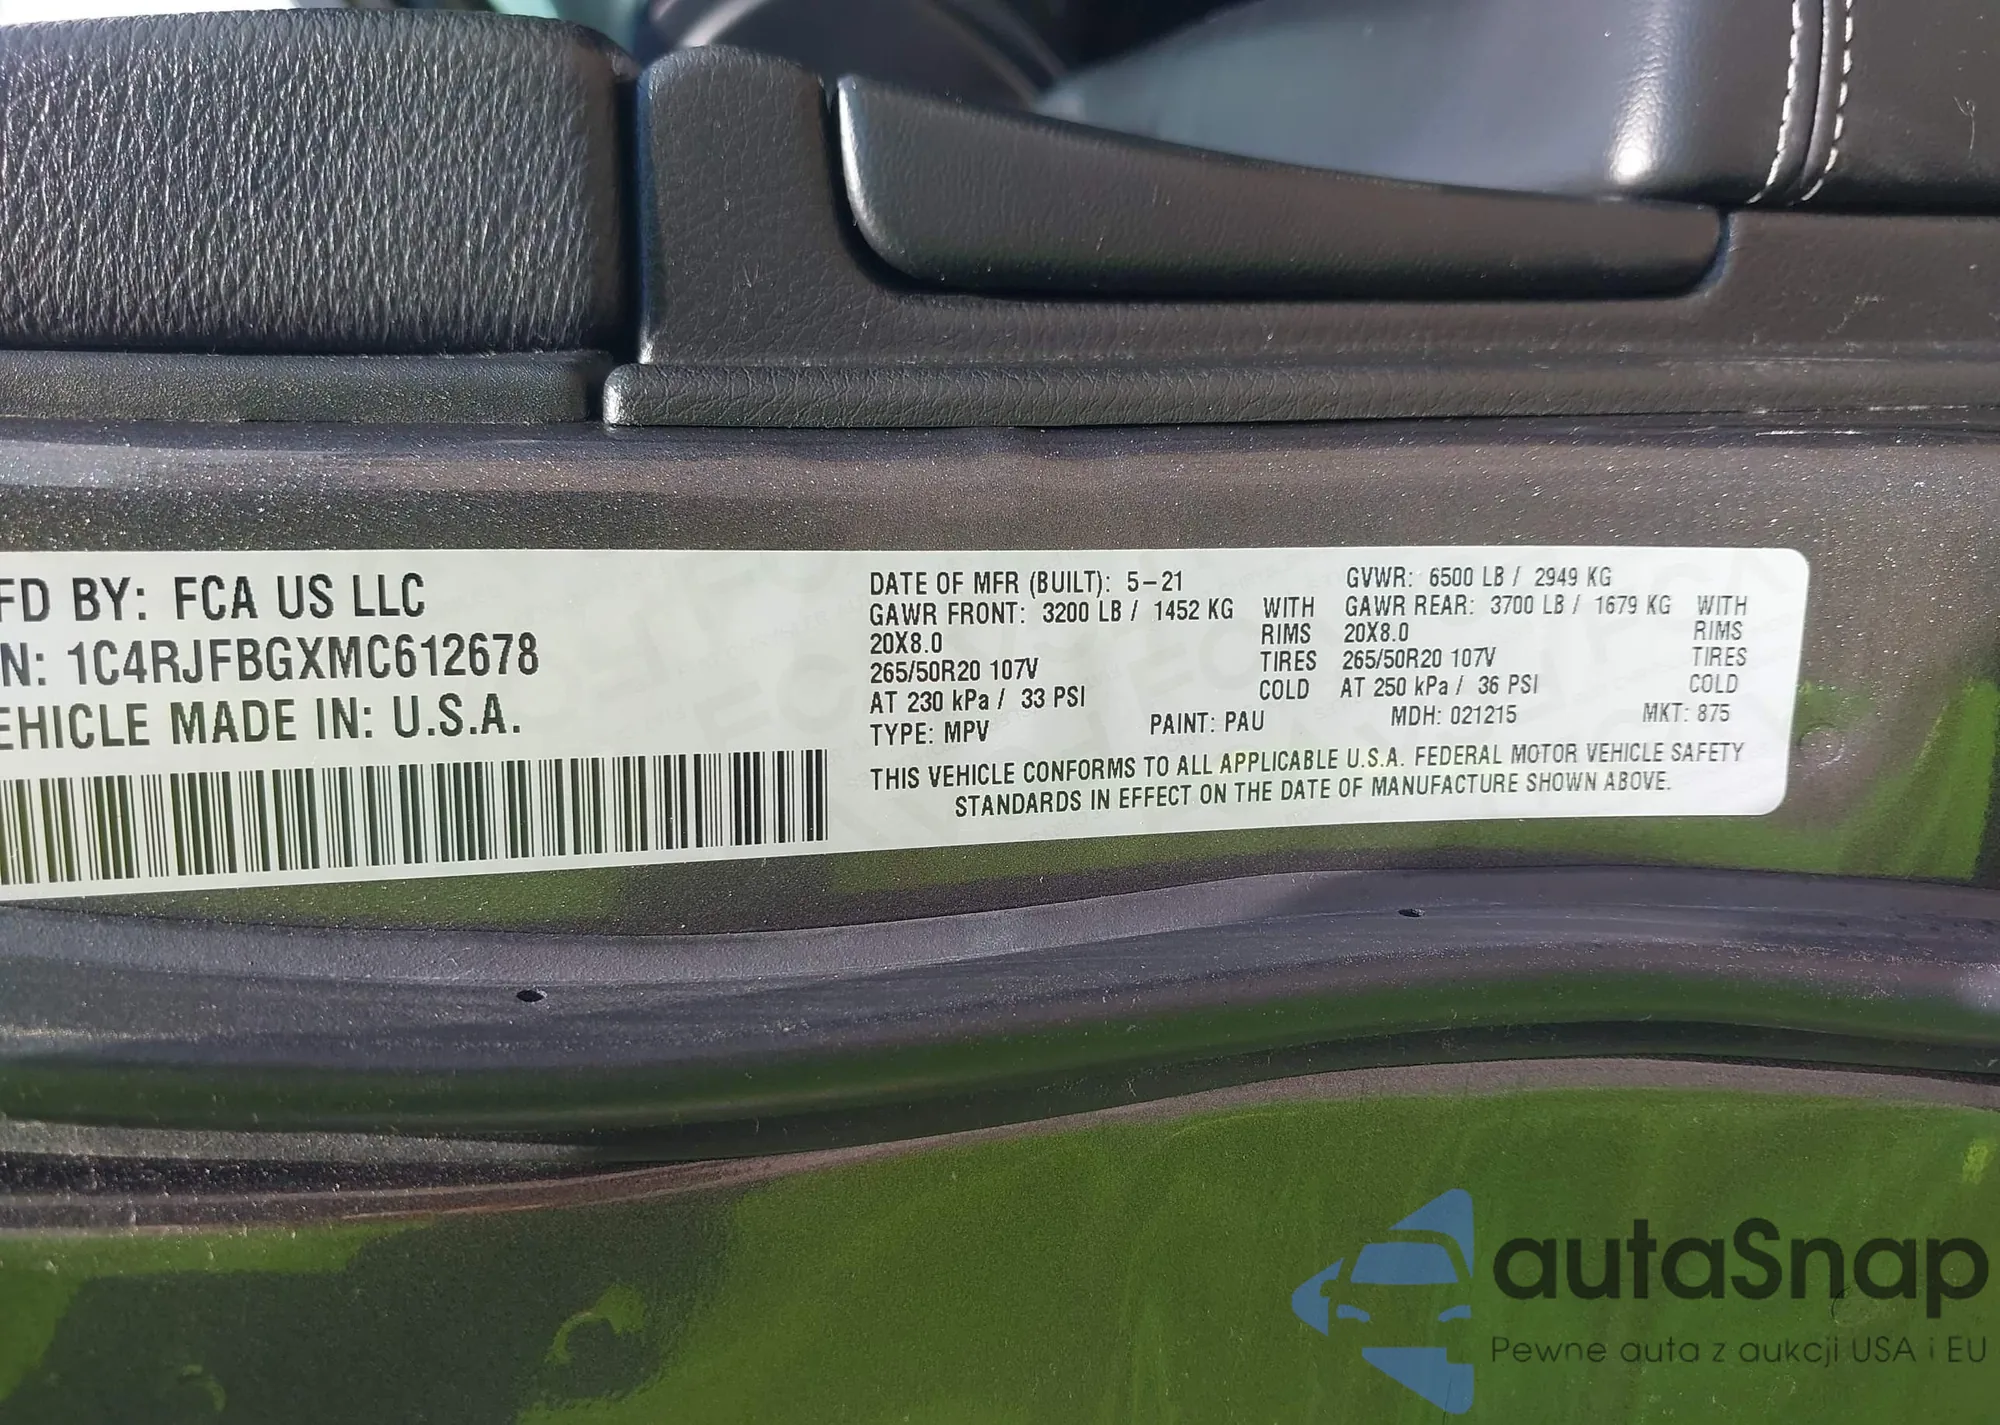 FD BY: FCA US LLC
N: 1C4RJFBGXMC612678
EHICLE MADE IN: U.S.A.
DATE OF MFR (BUILT): 5-21 GVWR: 6500 LB / 2949 KG
GAWR FRONT: 3200 LB / 1452 KG WITH GAWR REAR: 3700 LB / 1679 KG WITH
20X8.0 RIMS 20X8.0 RIMS
265/50R20 107V TIRES 265/50R20 107V TIRES
AT 230 kPa / 33 PSI COLD AT 250 kPa / 36 PSI COLD
TYPE: MPV PAINT: PAU MDH: 021215 MKT: 875
THIS VEHICLE CONFORMS TO ALL APPLICABLE U.S.A. FEDERAL MOTOR VEHICLE SAFETY
STANDARDS IN EFFECT ON THE DATE OF MANUFACTURE SHOWN ABOVE.
autaSnap
Pewne auta z aukcji USA i EU